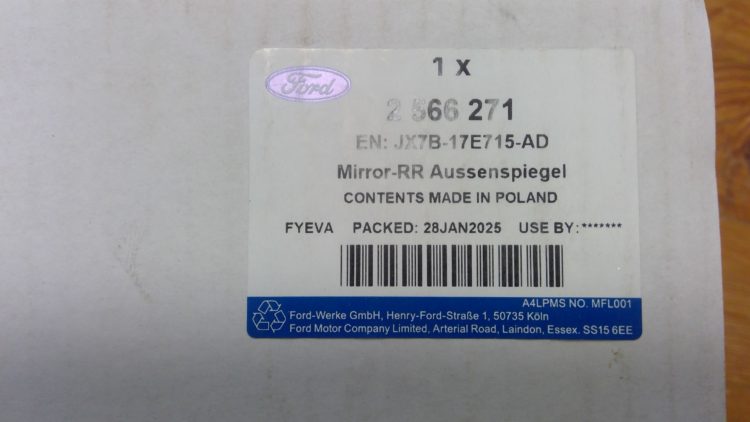 1 x
Ford
2 566 271
EN: JX7B-17E715-AD
Mirror-RR Aussenspiegel
CONTENTS MADE IN POLAND
FYEVA PACKED: 28JAN2025 USE BY:*******
A4LPMS NO. MFL001
Ford-Werke GmbH, Henry-Ford-Straße 1, 50735 Köln
Ford Motor Company Limited, Arterial Road, Laindon, Essex. SS15 6EE